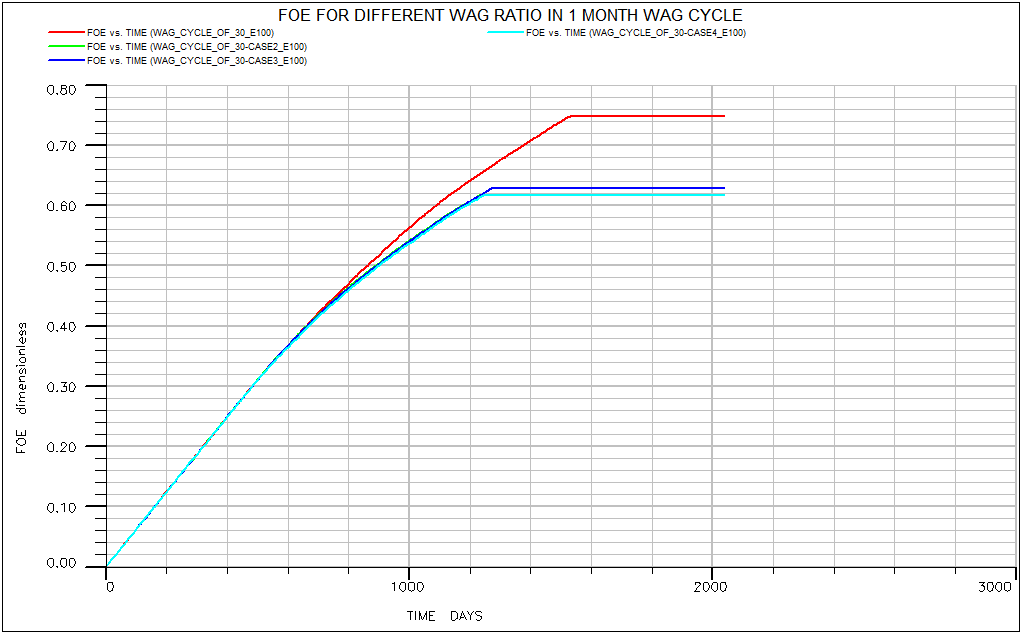 FOE FOR DIFFERENT WAG RATIO IN 1 MONTH WAG CYCLE
FOE vs. TIME (WAG_CYCLE_OF_30_E100)
FOE vs. TIME (WAG_CYCLE_OF_30-CASE4_E100)
FOE vs. TIME (WAG_CYCLE_OF_30-CASE2_E100)
FOE vs. TIME (WAG_CYCLE_OF_30-CASE3_E100)
0.80
0.70
0.60
0.50
0.40
0.30
0.20
0.10
0.00
FOE dimensionless
0 1000 2000 3000
TIME DAYS